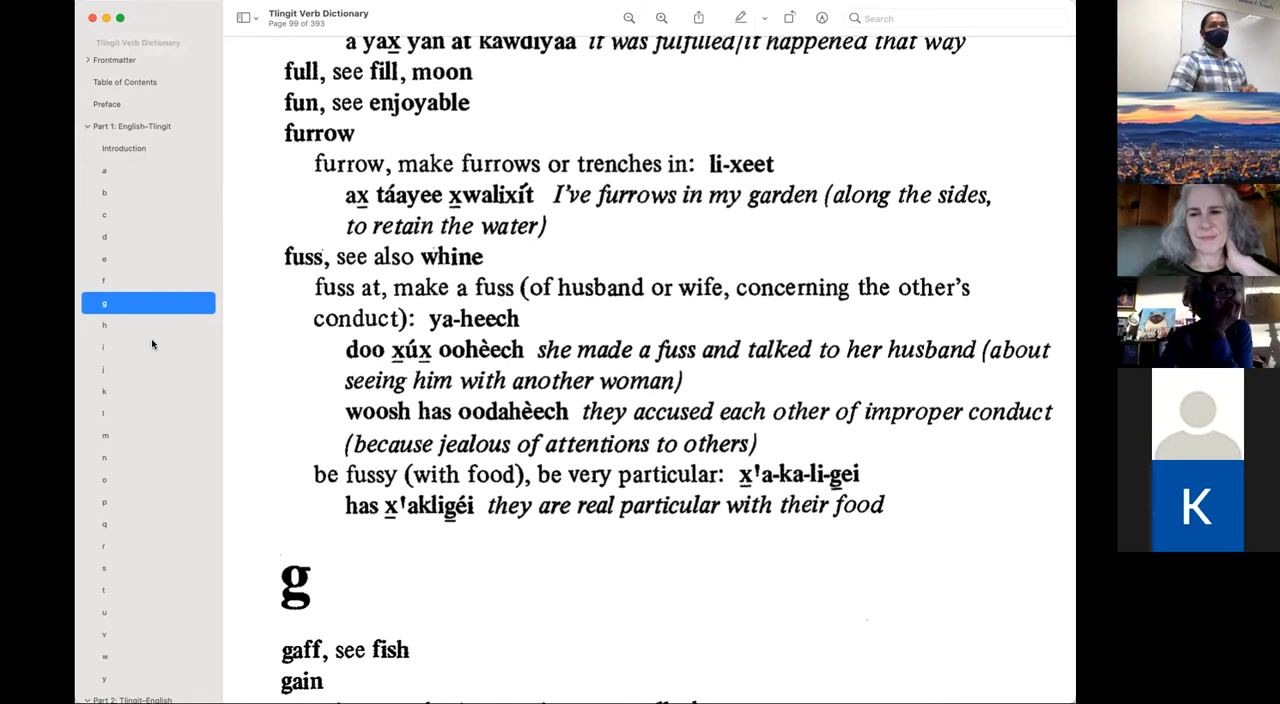 Tlingit Verb Dictionary
Page 99 of 393
Search
Tlingit Verb Dictionary
Frontmatter
Table of Contents
Preface
Part 1: English–Tlingit
Introduction
a
b
c
d
e
f
g
h
i
j
k
l
m
n
o
p
q
r
s
t
u
v
w
y
Part 2: Tlingit–English
a yax̲ yan at kawdiyaa it was fulfilled/it happened that way
full, see fill, moon
fun, see enjoyable
furrow
furrow, make furrows or trenches in: li-xeet
ax̲ táayee x̲walixít I've furrows in my garden (along the sides,
to retain the water)
fuss, see also whine
fuss at, make a fuss (of husband or wife, concerning the other's
conduct): ya-heech
doo x̲úx̲ oohèech she made a fuss and talked to her husband (about
seeing him with another woman)
woosh has oodahèech they accused each other of improper conduct
(because jealous of attentions to others)
be fussy (with food), be very particular: x̲'a-ka-li-g̲ei
has x̲'aklig̲éi they are real particular with their food
g
gaff, see fish
gain
K